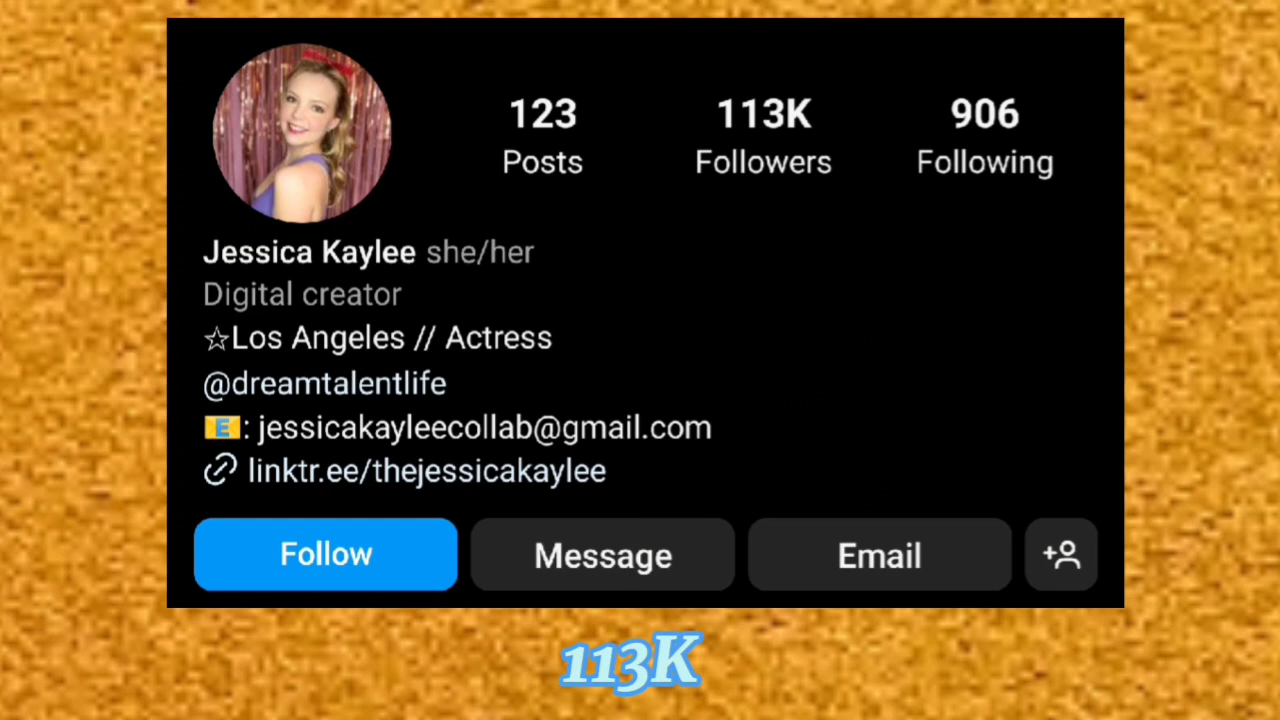 123 113K 906
Posts Followers Following
Jessica Kaylee she/her
Digital creator
☆Los Angeles // Actress
@dreamtalentlife
📧: jessicakayleecollab@gmail.com
linktr.ee/thejessicakaylee
Follow Message Email
113K